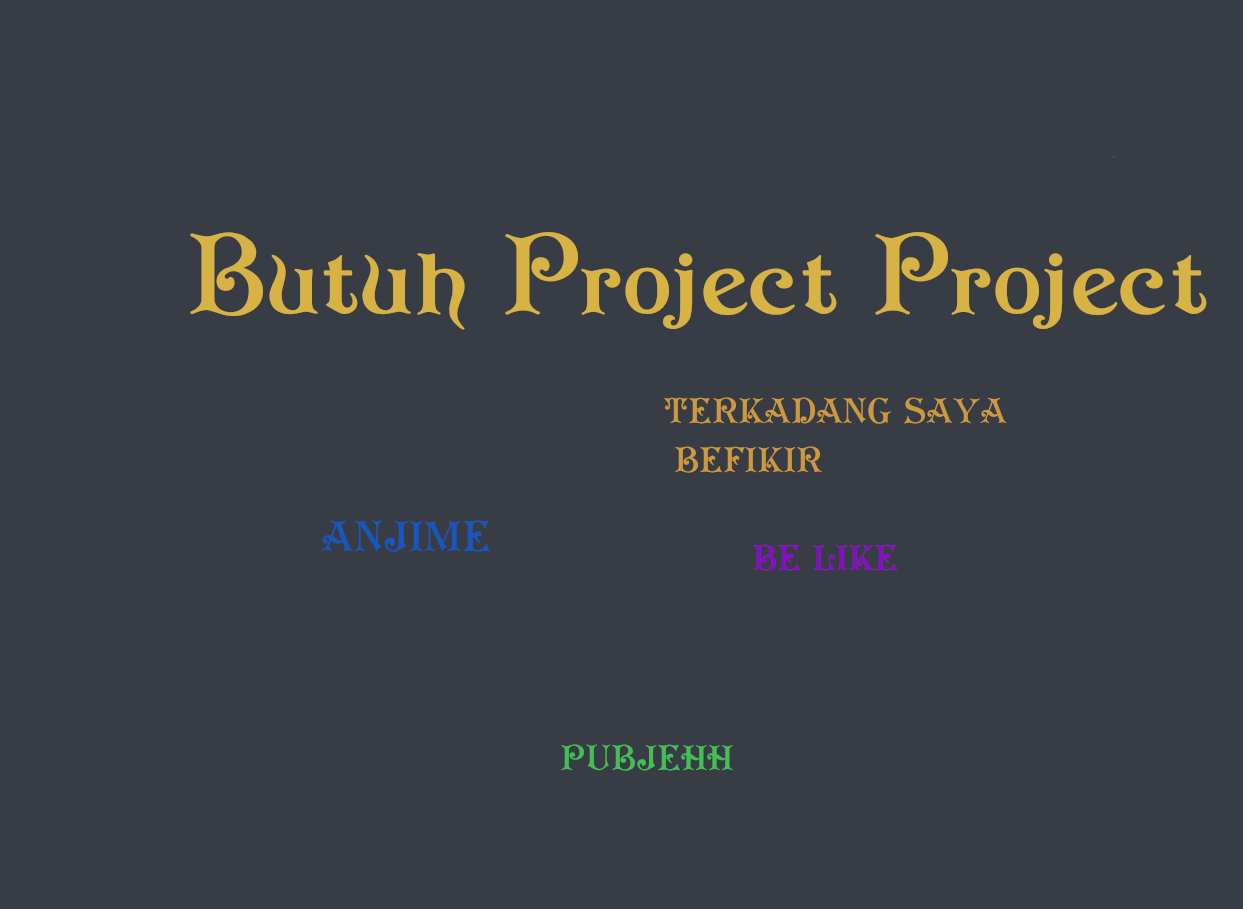 Butuh Project Project
TERKADANG SAYA
BEFIKIR
ANJIME
BE LIKE
PUBJEHH